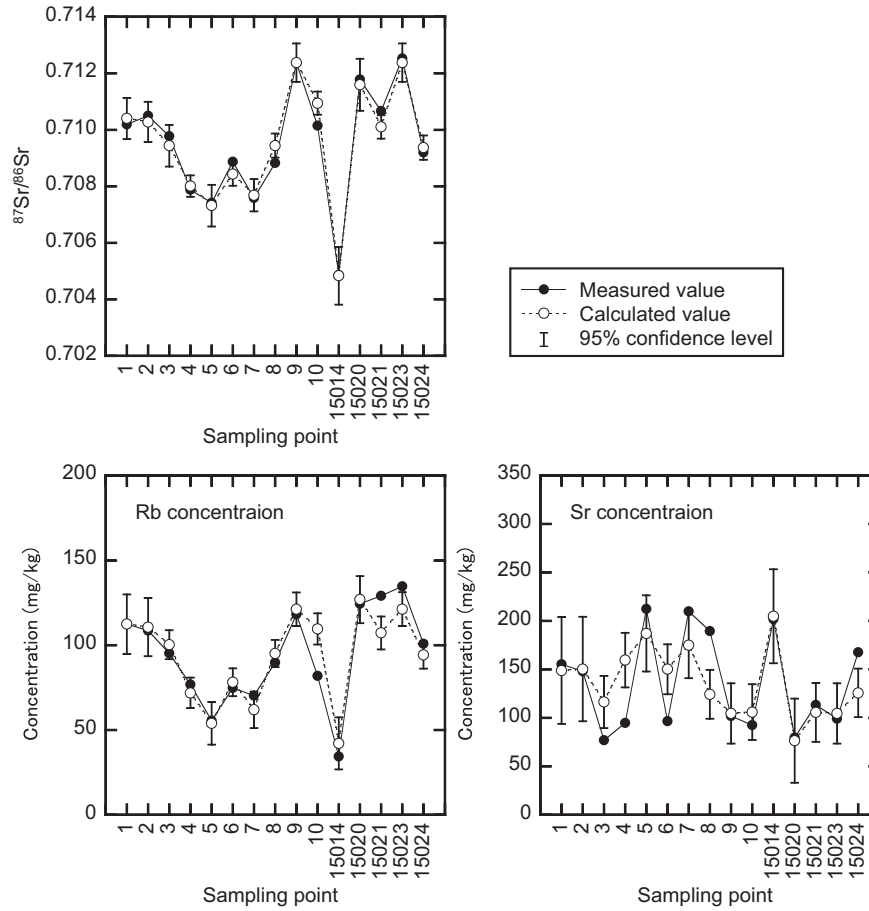 0.714
0.712
0.710
0.708
0.706
0.704
0.702
⁸⁷Sr/⁸⁶Sr
1 2 3 4 5 6 7 8 9 10 15014 15020 15021 15023 15024
Sampling point
Measured value
Calculated value
95% confidence level
200
150
100
50
0
Concentration (mg/kg)
Rb concentraion
1 2 3 4 5 6 7 8 9 10 15014 15020 15021 15023 15024
Sampling point
350
300
250
200
150
100
50
0
Concentration (mg/kg)
Sr concentraion
1 2 3 4 5 6 7 8 9 10 15014 15020 15021 15023 15024
Sampling point